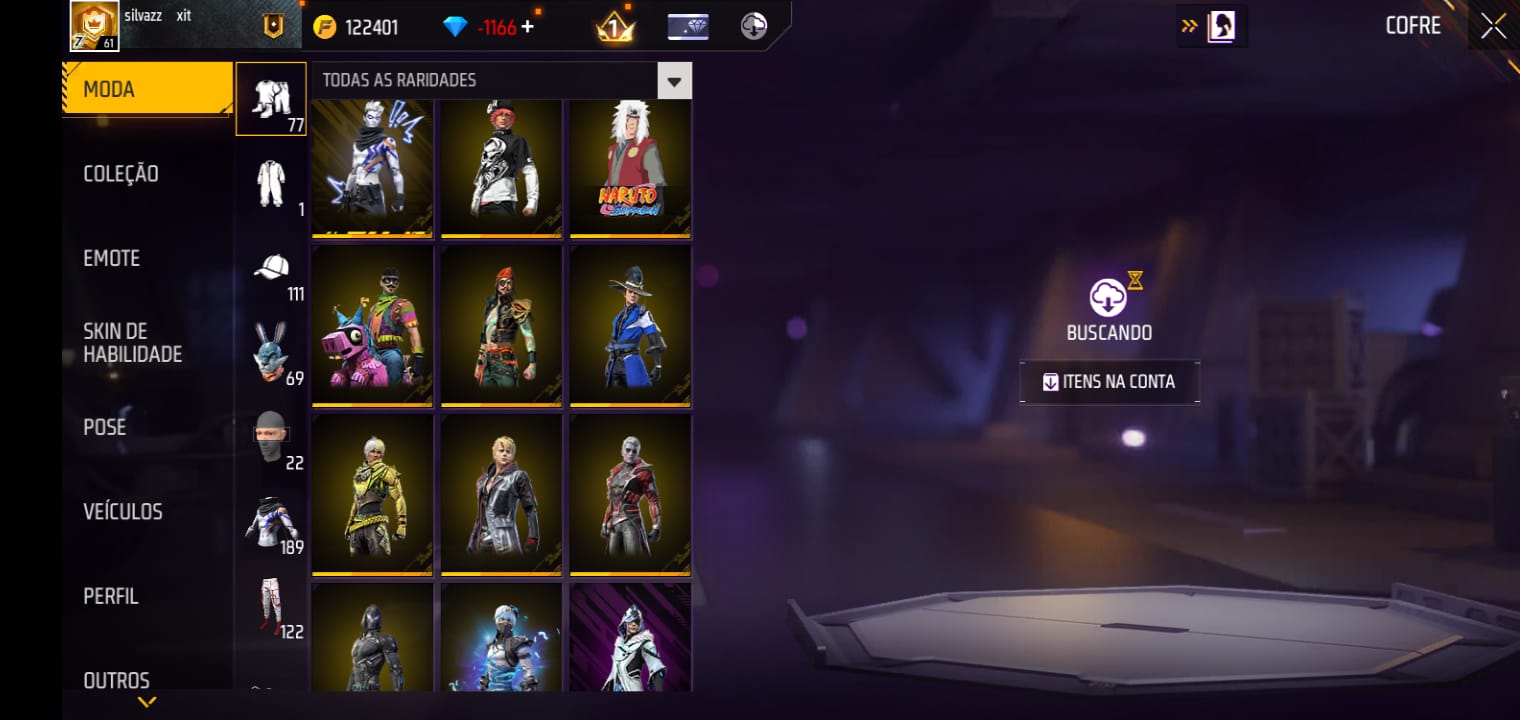 silvazz xit
Z 61
122401
-1166 +
1
COFRE
MODA
COLEÇÃO
EMOTE
SKIN DE
HABILIDADE
POSE
VEÍCULOS
PERFIL
OUTROS
77
1
111
69
22
189
122
TODAS AS RARIDADES
NARUTO
SHIPPUDEN
BUSCANDO
ITENS NA CONTA